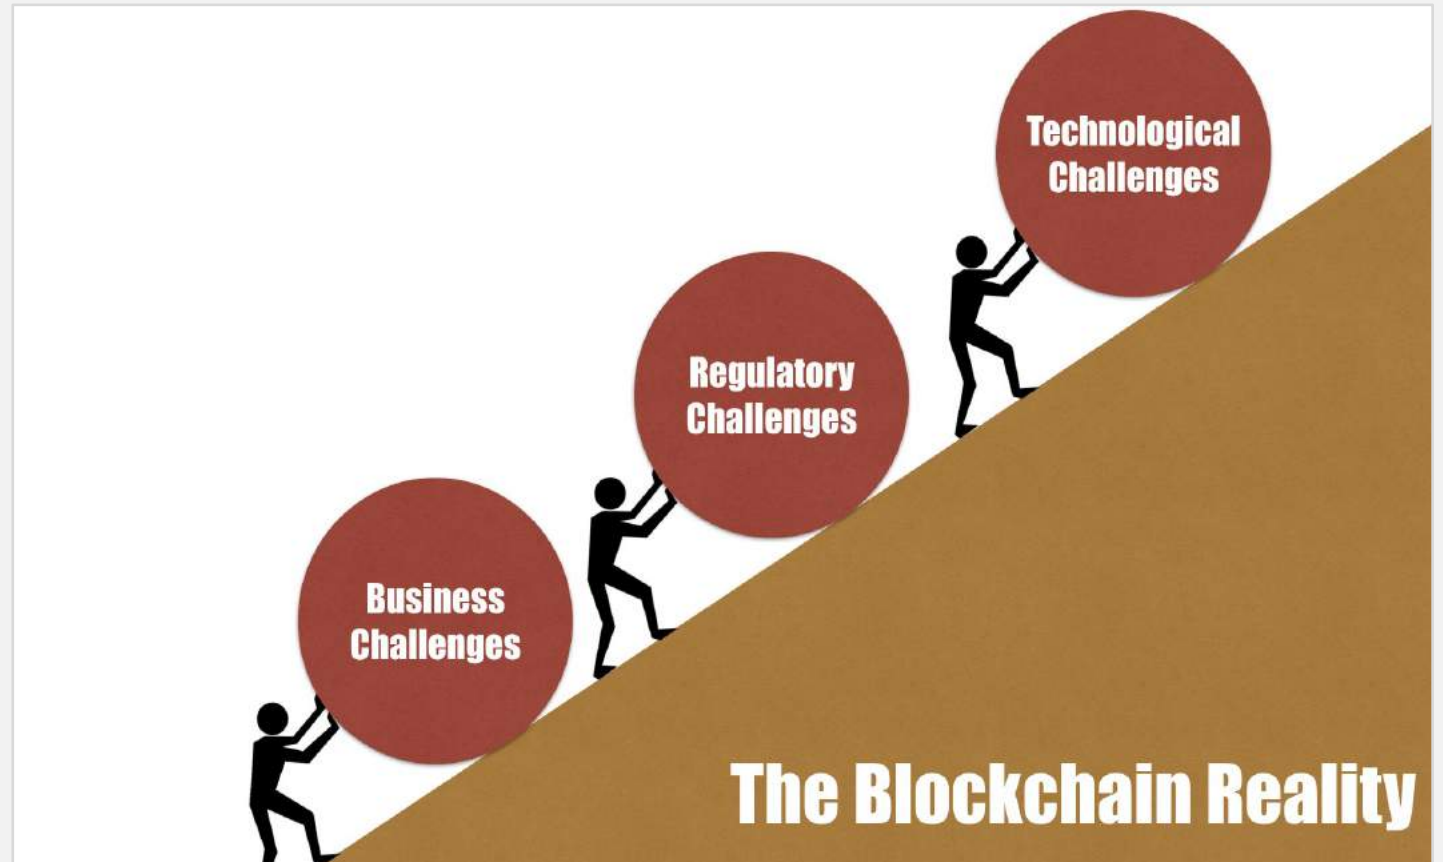 Technological
Challenges
Regulatory
Challenges
Business
Challenges
The Blockchain Reality